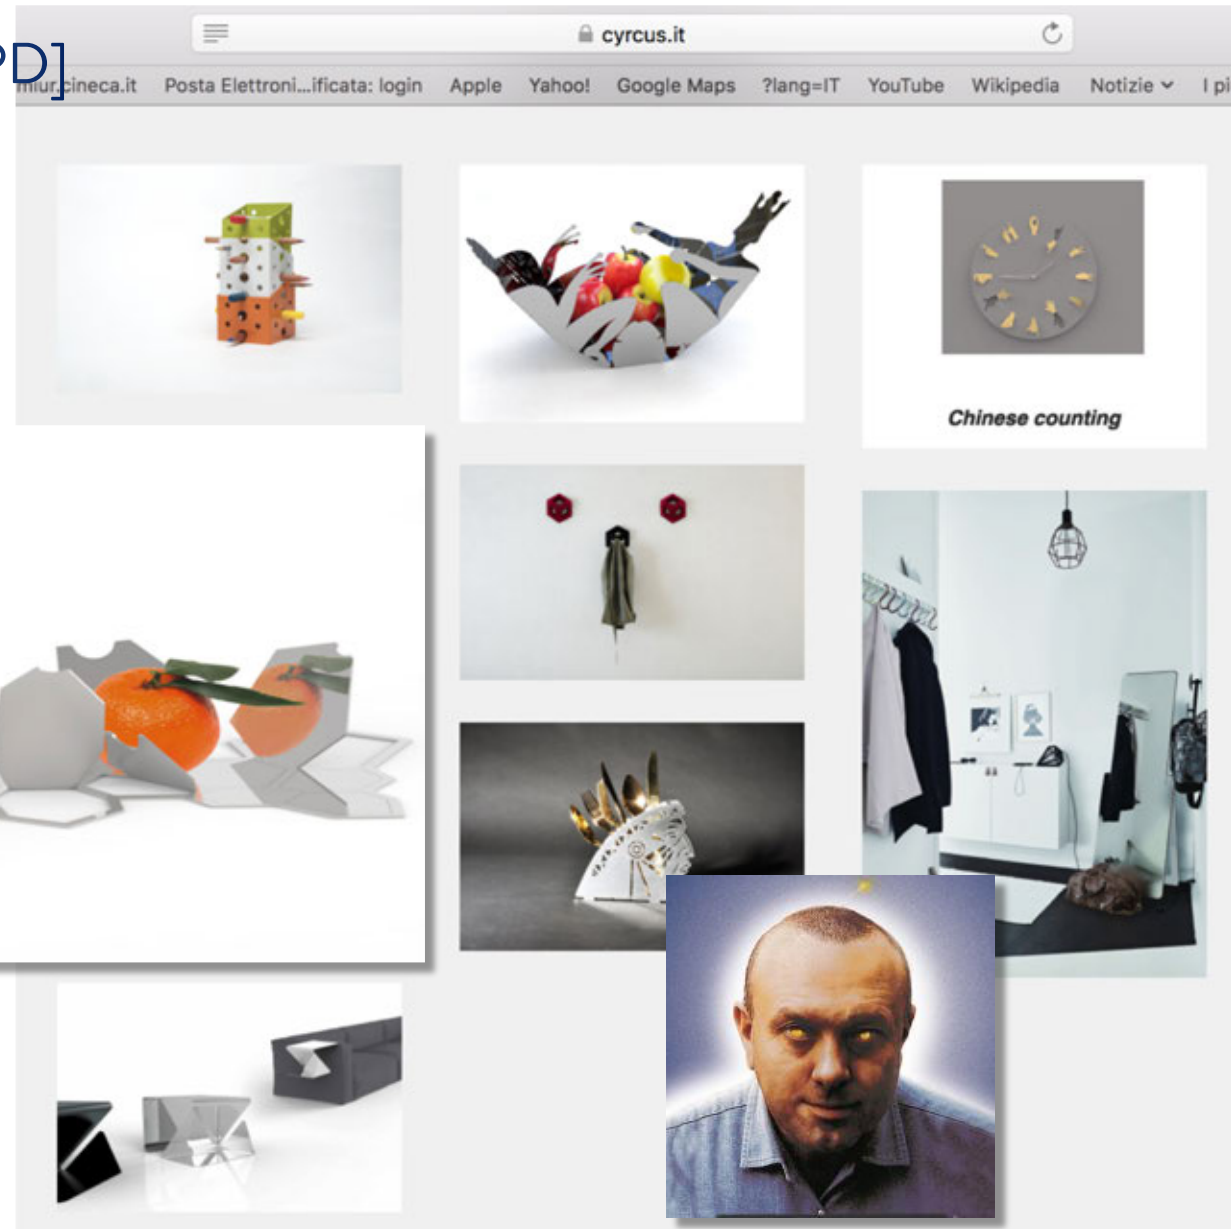 cyrcus.it
PD]
miur.cineca.it Posta Elettroni...ificata: login Apple Yahoo! Google Maps ?lang=IT YouTube Wikipedia Notizie I pi
Chinese counting